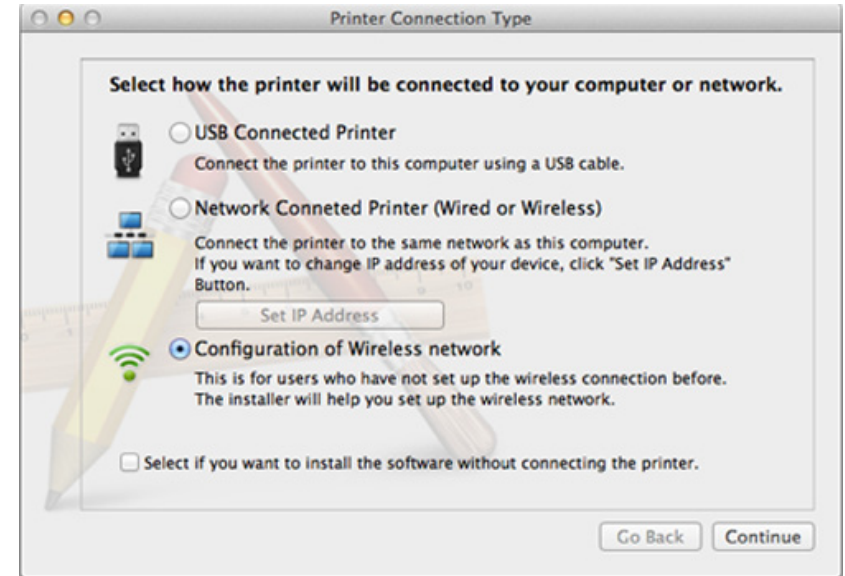 Printer Connection Type
Select how the printer will be connected to your computer or network.
USB Connected Printer
Connect the printer to this computer using a USB cable.
Network Conneted Printer (Wired or Wireless)
Connect the printer to the same network as this computer.
If you want to change IP address of your device, click "Set IP Address"
Button.
Set IP Address
Configuration of Wireless network
This is for users who have not set up the wireless connection before.
The installer will help you set up the wireless network.
Select if you want to install the software without connecting the printer.
Go Back Continue